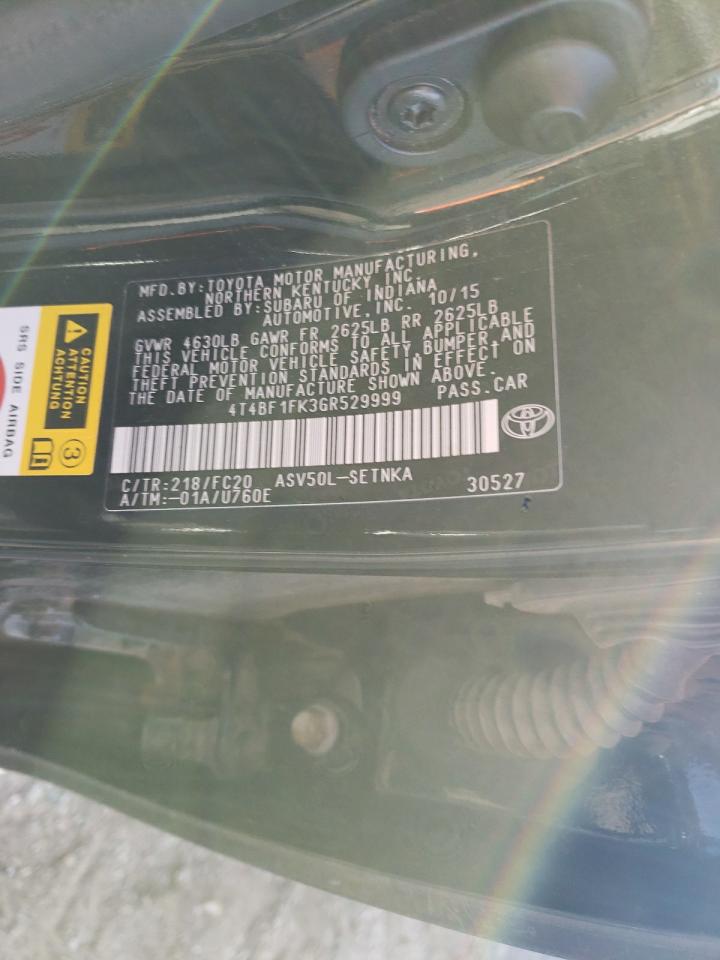 MFD.BY:TOYOTA MOTOR MANUFACTURING,
NORTHERN KENTUCKY INC.
ASSEMBLED BY:SUBARU OF INDIANA
AUTOMOTIVE,INC. 10/15
GVWR 4630LB GAWR FR 2625LB RR 2625LB
THIS VEHICLE CONFORMS TO ALL APPLICABLE
FEDERAL MOTOR VEHICLE SAFETY,BUMPER,AND
THEFT PREVENTION STANDARDS IN EFFECT ON
THE DATE OF MANUFACTURE SHOWN ABOVE.
4T4BF1FK3GR529999 PASS.CAR
C/TR:218/FC20 ASV50L-SETNKA
A/TM:-01A/U760E 30527
CAUTION
ATTENTION
ACHTUNG
3
SRS SIDE AIRBAG